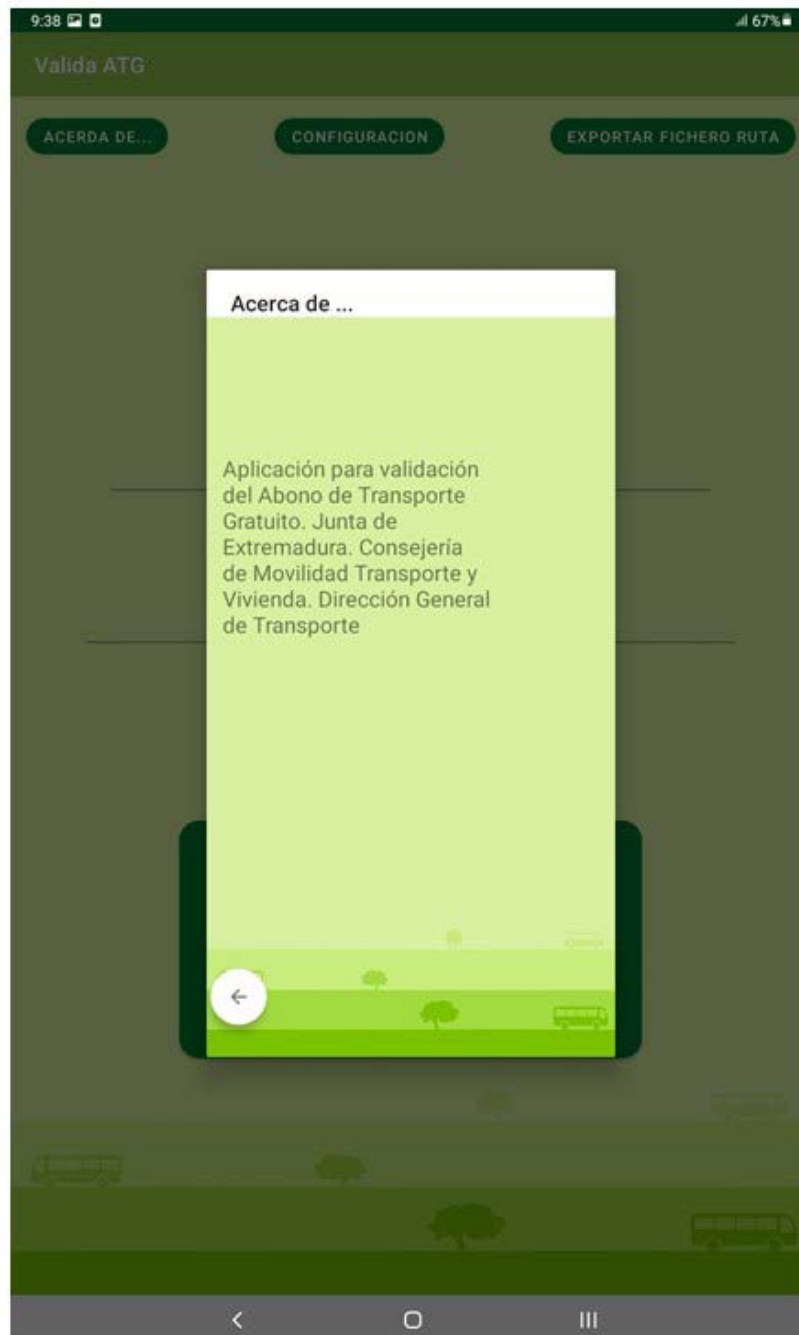 9:38
67%
Valida ATG
ACERDA DE...
CONFIGURACION
EXPORTAR FICHERO RUTA
Acerca de ...
Aplicación para validación
del Abono de Transporte
Gratuito. Junta de
Extremadura. Consejería
de Movilidad Transporte y
Vivienda. Dirección General
de Transporte